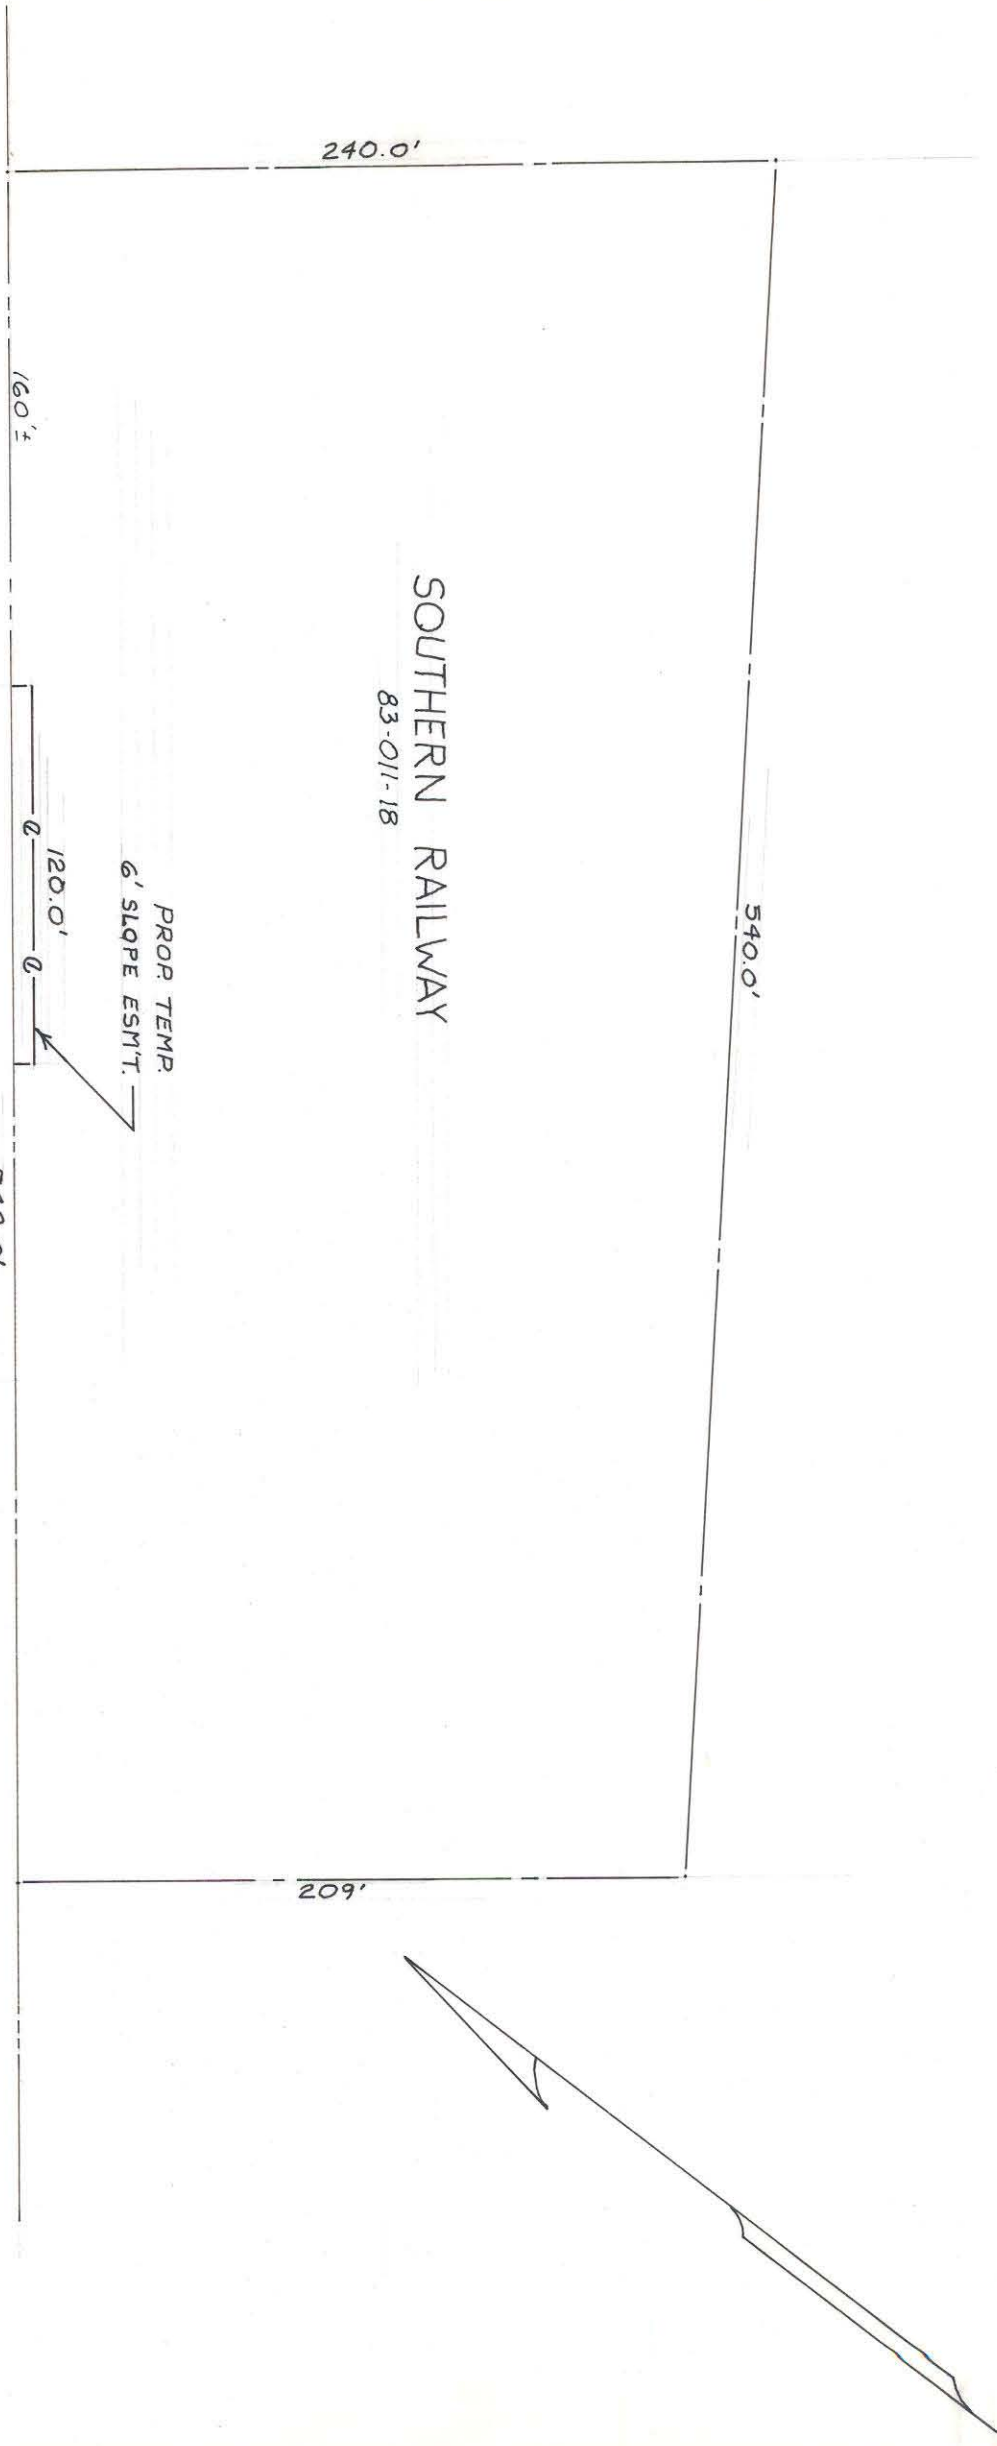 240.0'
540.0'
SOUTHERN RAILWAY
83-011-18
160'±
PROP. TEMP.
6' SLOPE ESM'T.
120.0'
209'